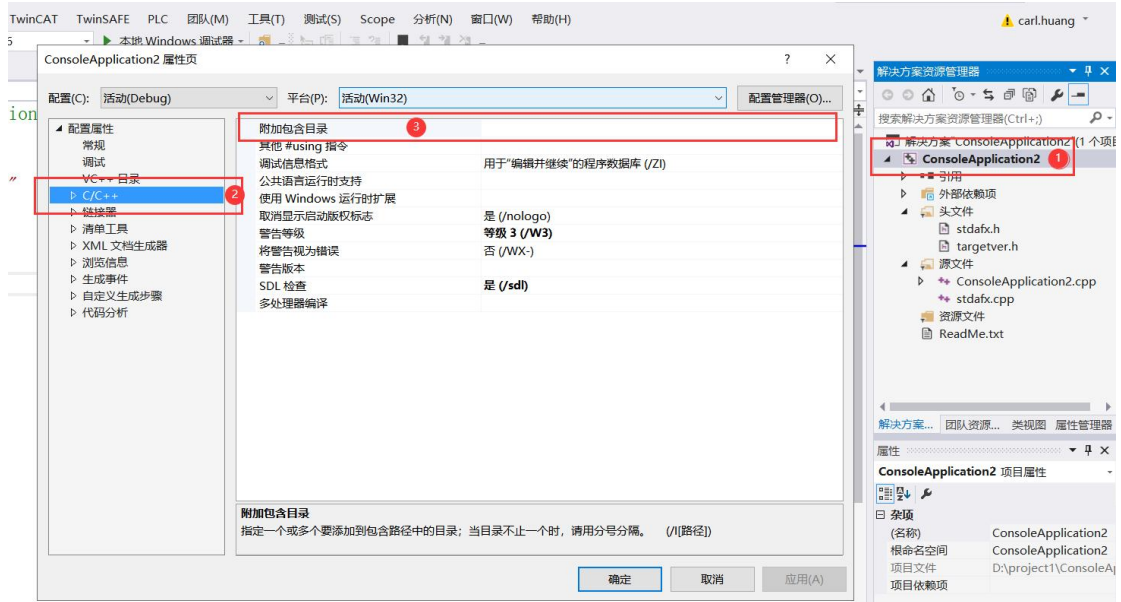 TwinCAT TwinSAFE PLC 团队(M) 工具(T) 测试(S) Scope 分析(N) 窗口(W) 帮助(H)
carl.huang
本地 Windows 调试器
ConsoleApplication2 属性页
? ×
配置(C): 活动(Debug) 平台(P): 活动(Win32) 配置管理器(O)...
ion
配置属性
常规
调试
VC++ 目录
C/C++
2
链接器
清单工具
XML 文档生成器
浏览信息
生成事件
自定义生成步骤
代码分析
附加包含目录
3
其他 #using 指令
调试信息格式 用于“编辑并继续”的程序数据库 (/ZI)
公共语言运行时支持
使用 Windows 运行时扩展
取消显示启动版权标志 是 (/nologo)
警告等级 等级 3 (/W3)
将警告视为错误 否 (/WX-)
警告版本
SDL 检查 是 (/sdl)
多处理器编译
附加包含目录
指定一个或多个要添加到包含路径中的目录；当目录不止一个时，请用分号分隔。 (/I[路径])
确定 取消 应用(A)
解决方案资源管理器
搜索解决方案资源管理器(Ctrl+;)
解决方案"ConsoleApplication2"(1 个项目
ConsoleApplication2
1
引用
外部依赖项
头文件
stdafx.h
targetver.h
源文件
ConsoleApplication2.cpp
stdafx.cpp
资源文件
ReadMe.txt
解决方案... 团队资源... 类视图 属性管理器
属性
ConsoleApplication2 项目属性
杂项
(名称) ConsoleApplication2
根命名空间 ConsoleApplication2
项目文件 D:\project1\ConsoleAp
项目依赖项